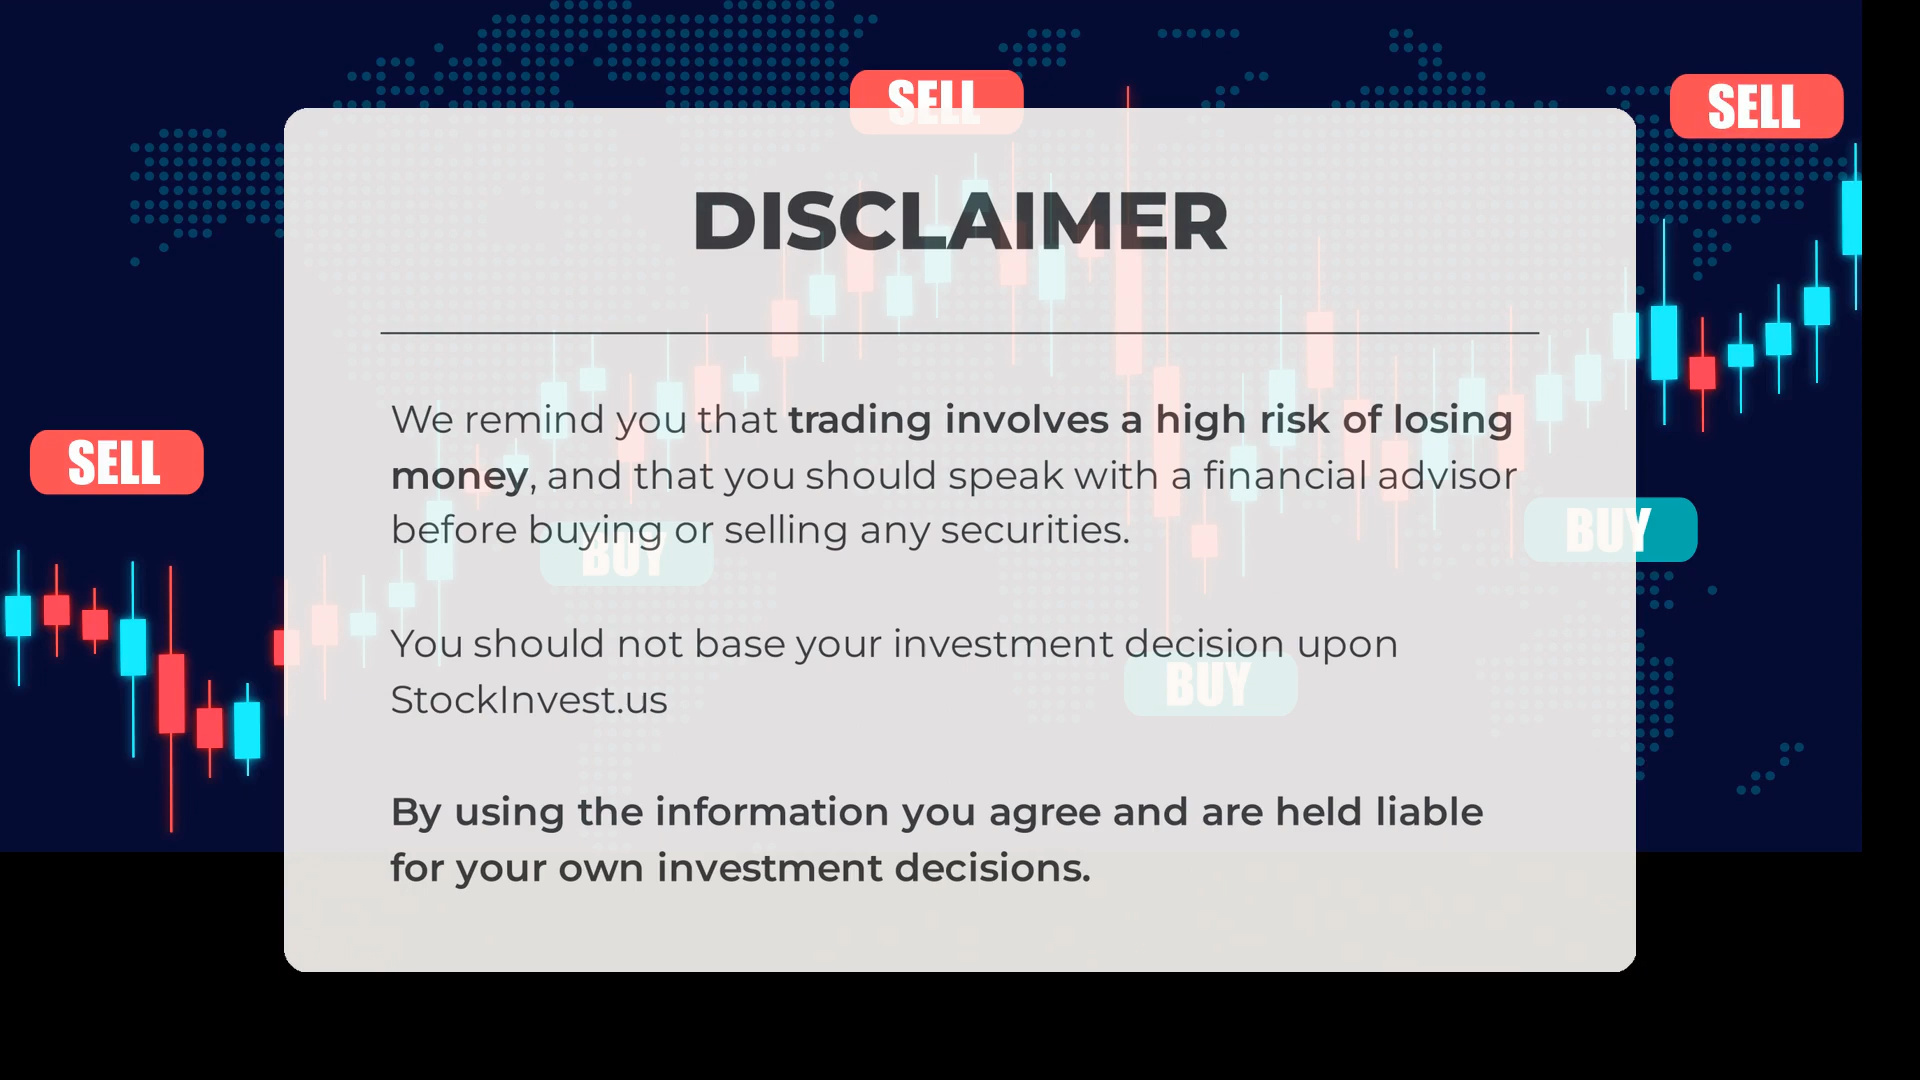 SELL
SELL
DISCLAIMER
We remind you that trading involves a high risk of losing
money, and that you should speak with a financial advisor
before buying or selling any securities.
SELL
BUY
BUY
You should not base your investment decision upon
StockInvest.us
BUY
By using the information you agree and are held liable
for your own investment decisions.